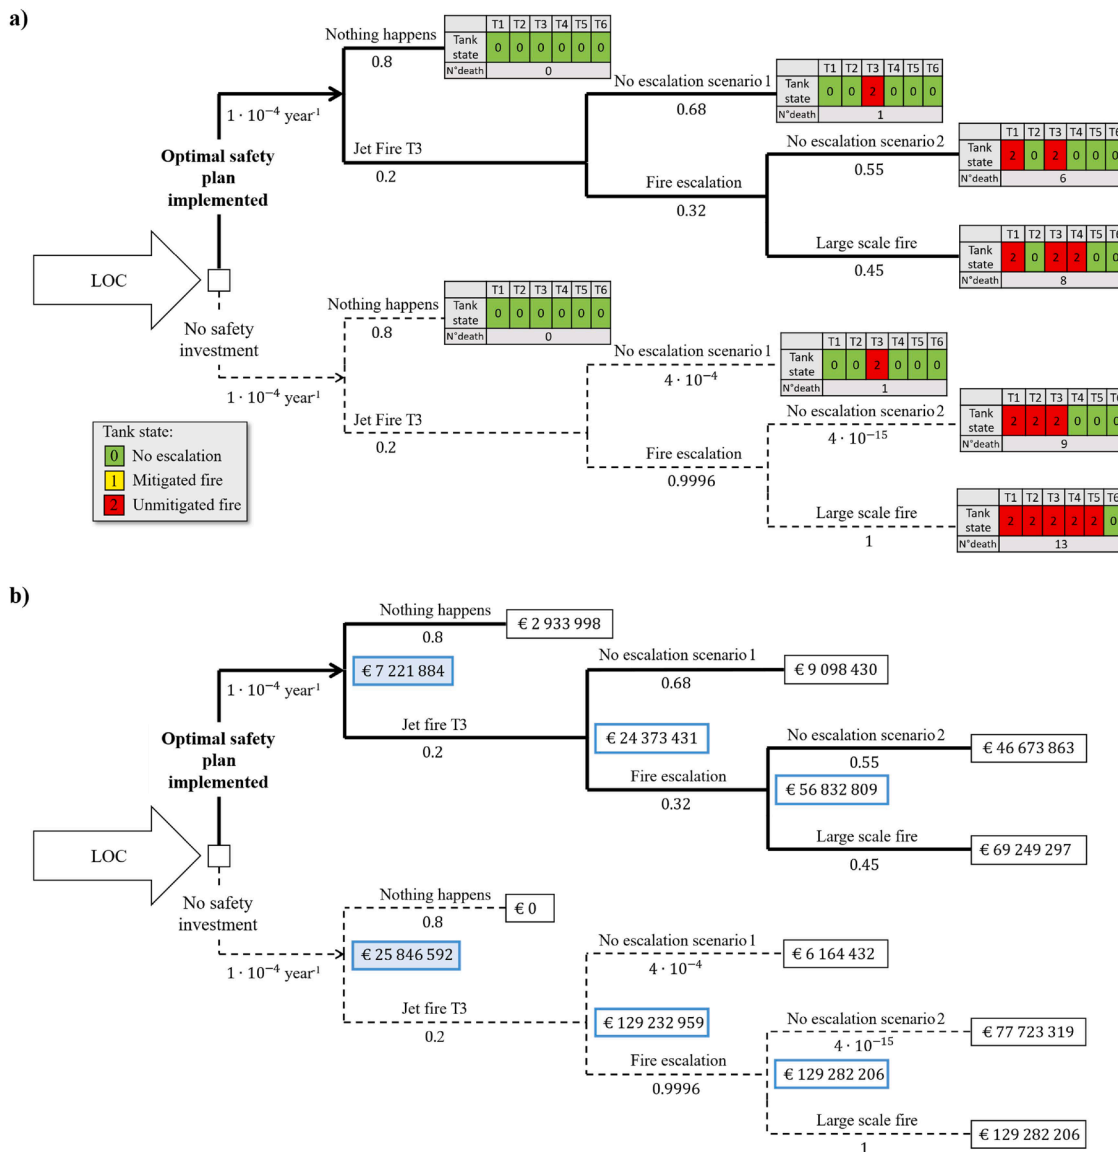 a)
T1 T2 T3 T4 T5 T6
Nothing happens
Tank state 0 0 0 0 0 0
0.8
N°death 0
T1 T2 T3 T4 T5 T6
No escalation scenario 1
Tank state 0 0 2 0 0 0
0.68
N°death 1
1 · 10⁻⁴ year⁻¹
Optimal safety
plan
implemented
Jet Fire T3
0.2
T1 T2 T3 T4 T5 T6
No escalation scenario 2
Tank state 2 0 2 0 0 0
0.55
N°death 6
Fire escalation
0.32
T1 T2 T3 T4 T5 T6
Large scale fire
Tank state 2 0 2 2 0 0
0.45
N°death 8
LOC
T1 T2 T3 T4 T5 T6
Nothing happens
Tank state 0 0 0 0 0 0
0.8
N°death 0
No safety
investment
1 · 10⁻⁴ year⁻¹
T1 T2 T3 T4 T5 T6
No escalation scenario 1
Tank state 0 0 2 0 0 0
4 · 10⁻⁴
N°death 1
Jet Fire T3
0.2
T1 T2 T3 T4 T5 T6
No escalation scenario 2
Tank state 2 2 2 0 0 0
4 · 10⁻¹⁵
N°death 9
Fire escalation
0.9996
T1 T2 T3 T4 T5 T6
Large scale fire
Tank state 2 2 2 2 2 0
1
N°death 13
Tank state:
0 No escalation
1 Mitigated fire
2 Unmitigated fire
b)
Nothing happens
€ 2 933 998
0.8
€ 7 221 884
1 · 10⁻⁴ year⁻¹
No escalation scenario 1
€ 9 098 430
0.68
Optimal safety
plan
implemented
Jet fire T3
0.2
€ 24 373 431
No escalation scenario 2
€ 46 673 863
0.55
Fire escalation
0.32
€ 56 832 809
Large scale fire
€ 69 249 297
0.45
LOC
No safety
investment
Nothing happens
€ 0
0.8
€ 25 846 592
1 · 10⁻⁴ year⁻¹
No escalation scenario 1
€ 6 164 432
4 · 10⁻⁴
Jet fire T3
0.2
€ 129 232 959
No escalation scenario 2
€ 77 723 319
4 · 10⁻¹⁵
Fire escalation
0.9996
€ 129 282 206
Large scale fire
€ 129 282 206
1